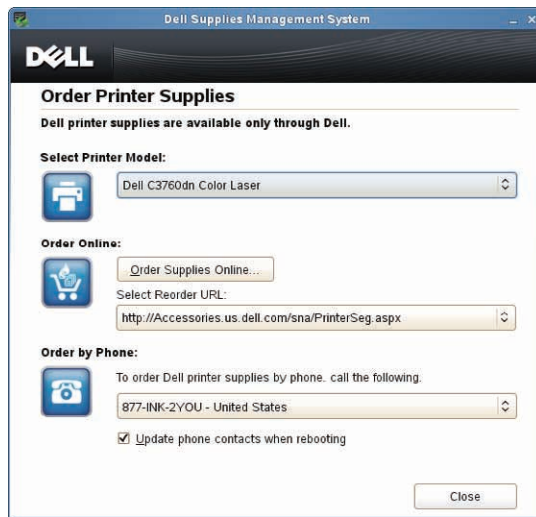 Dell Supplies Management System
DELL
Order Printer Supplies
Dell printer supplies are available only through Dell.
Select Printer Model:
Dell C3760dn Color Laser
Order Online:
Order Supplies Online...
Select Reorder URL:
http://Accessories.us.dell.com/sna/PrinterSeg.aspx
Order by Phone:
To order Dell printer supplies by phone. call the following.
877-INK-2YOU - United States
Update phone contacts when rebooting
Close